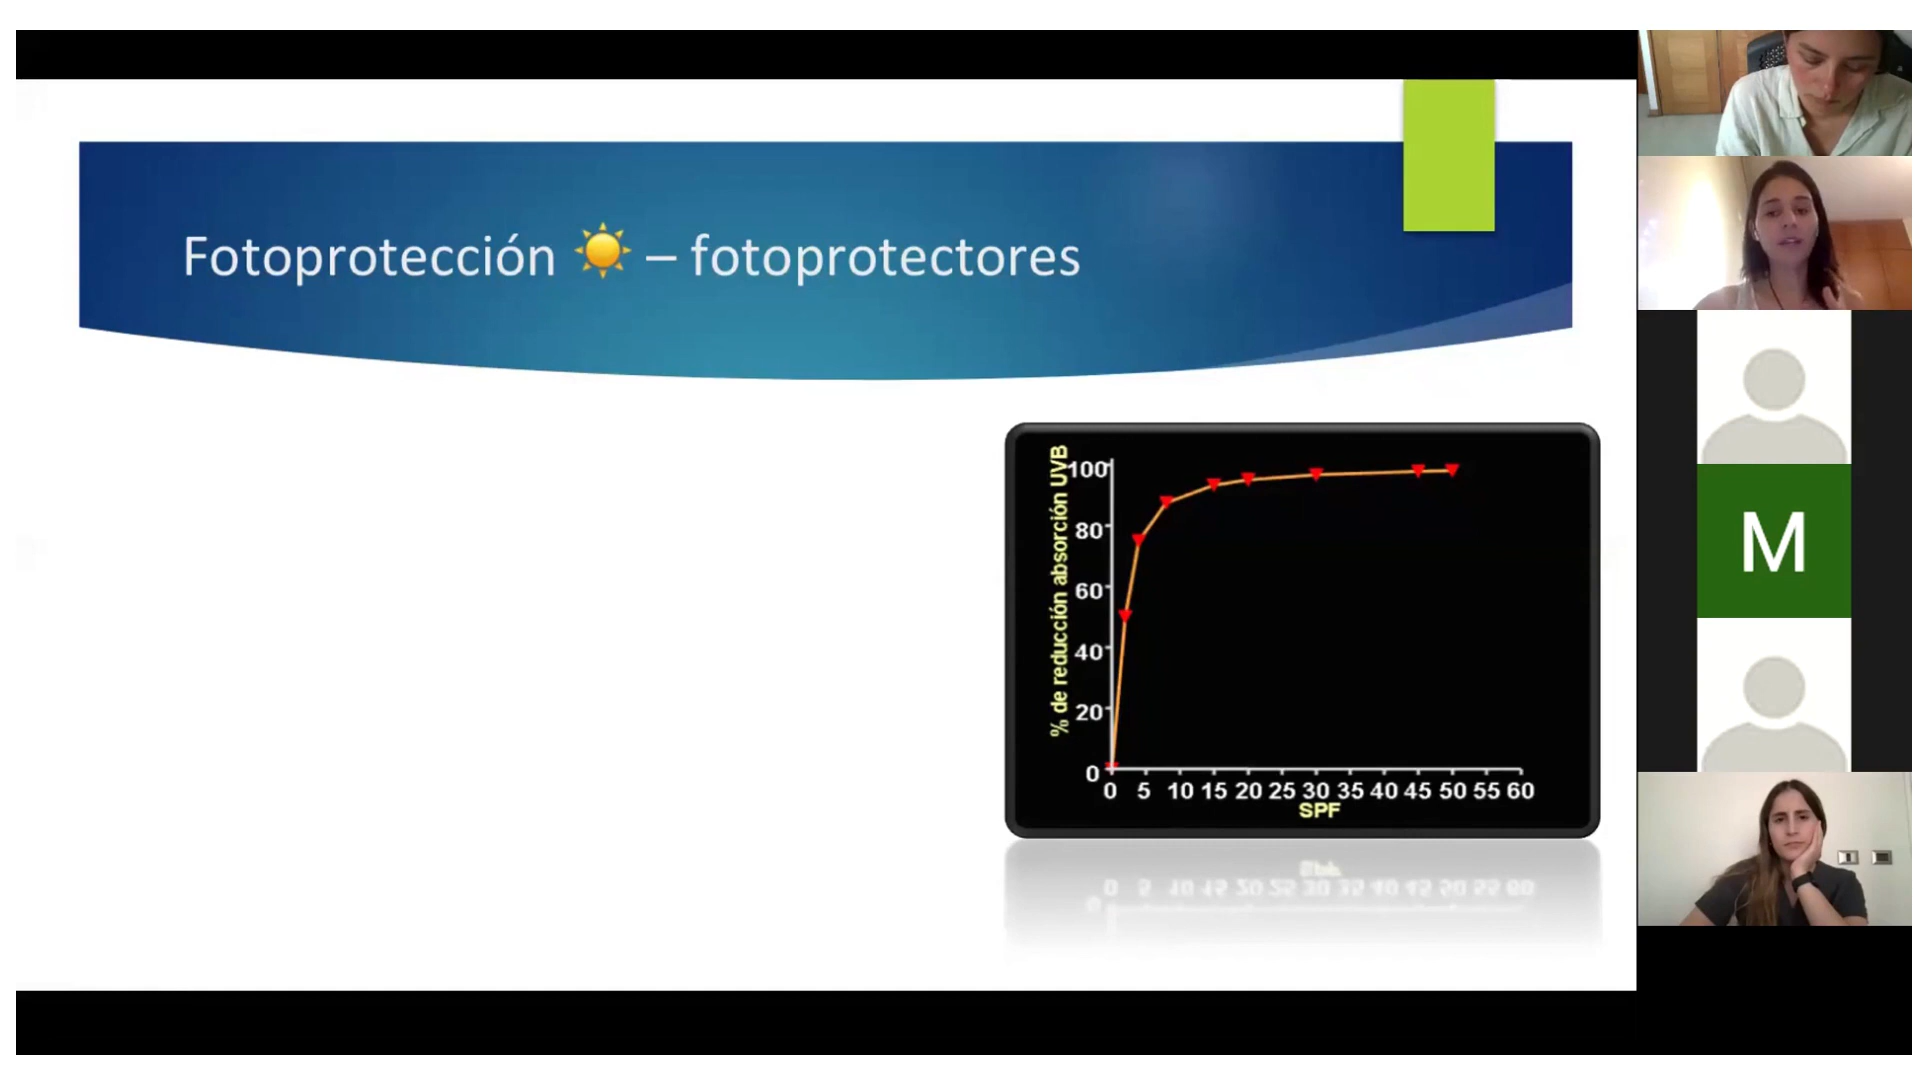 Fotoprotección ☀ – fotoprotectores
% de reducción absorción UVB
100
80
60
40
20
0
0 5 10 15 20 25 30 35 40 45 50 55 60
SPF
M